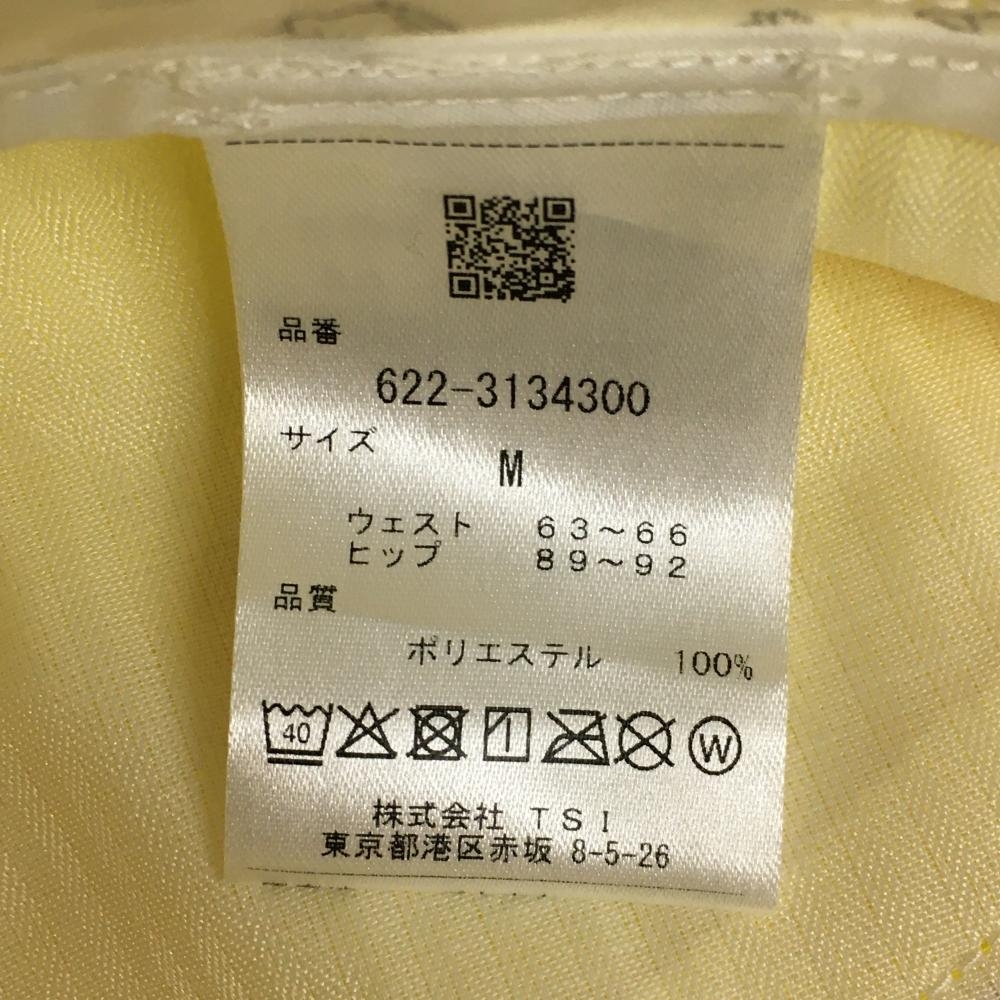 品番
622-3134300
サイズ
M
ウェスト 63~66
ヒップ 89~92
品質
ポリエステル 100%
40
W
株式会社 TSI
東京都港区赤坂 8-5-26